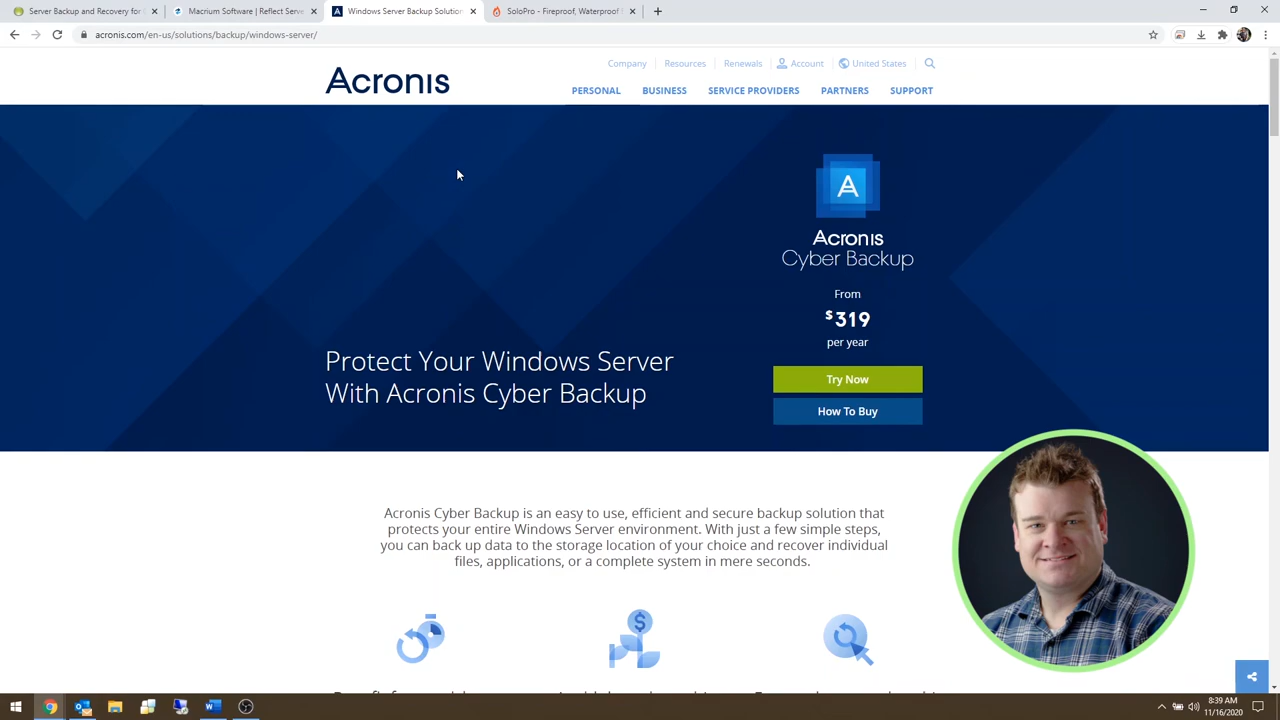 Server Backup and Recovery for C
Macrium Software | Reflect Serve
Windows Server Backup Solution
SoloPro - Fireproof, Waterproof E
acronis.com/en-us/solutions/backup/windows-server/
Company
Resources
Renewals
Account
United States
Acronis
PERSONAL
BUSINESS
SERVICE PROVIDERS
PARTNERS
SUPPORT
A
Acronis
Cyber Backup
From
$319
per year
Try Now
How To Buy
Protect Your Windows Server
With Acronis Cyber Backup
Acronis Cyber Backup is an easy to use, efficient and secure backup solution that
protects your entire Windows Server environment. With just a few simple steps,
you can back up data to the storage location of your choice and recover individual
files, applications, or a complete system in mere seconds.
8:39 AM
11/16/2020